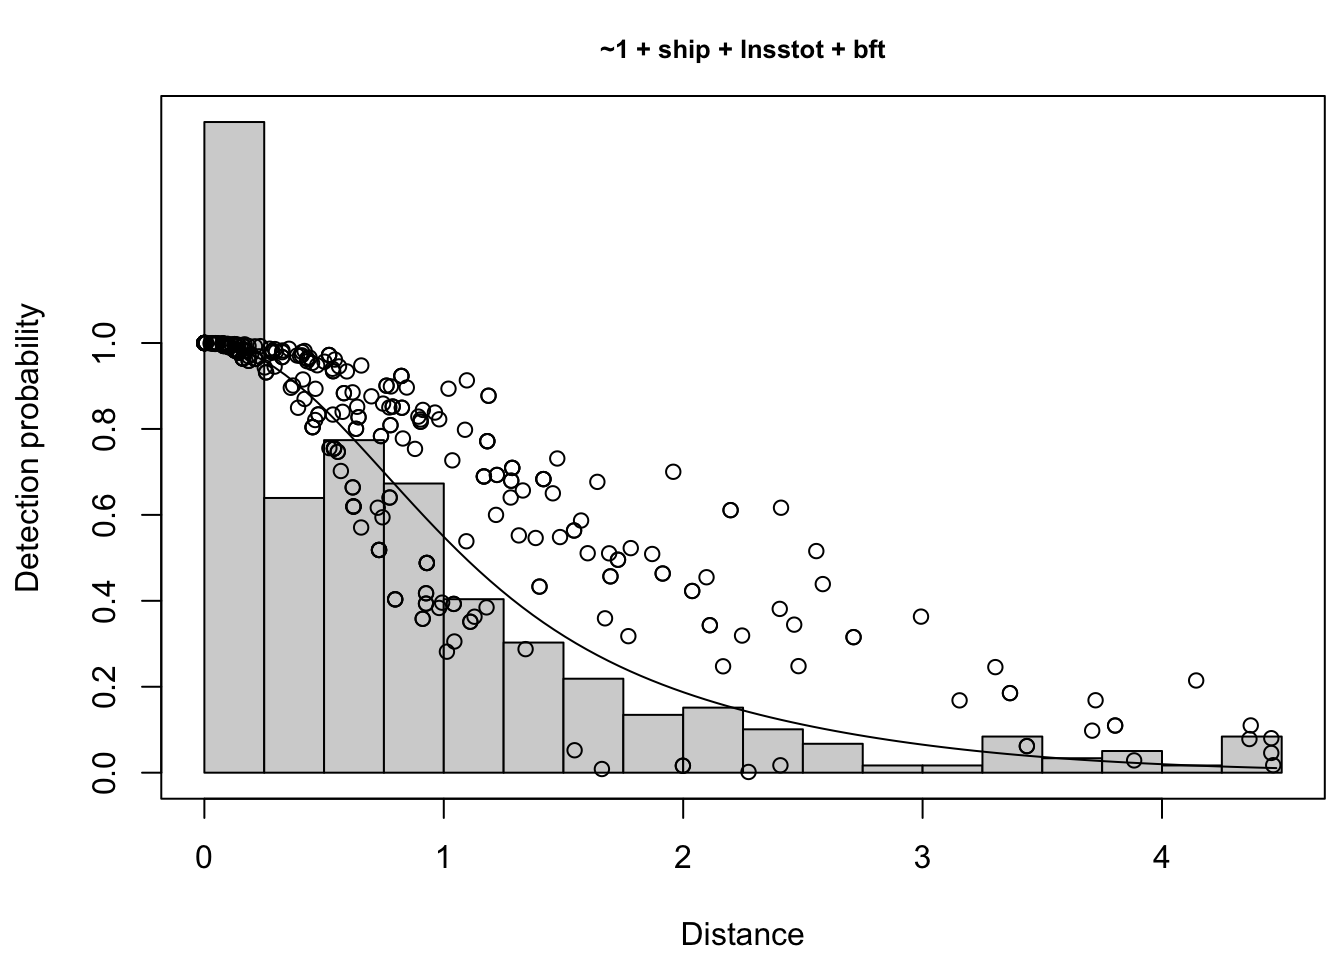 ~1 + ship + lnsstot + bft
Detection probability
1.0
0.8
0.6
0.4
0.2
0.0
0 1 2 3 4
Distance